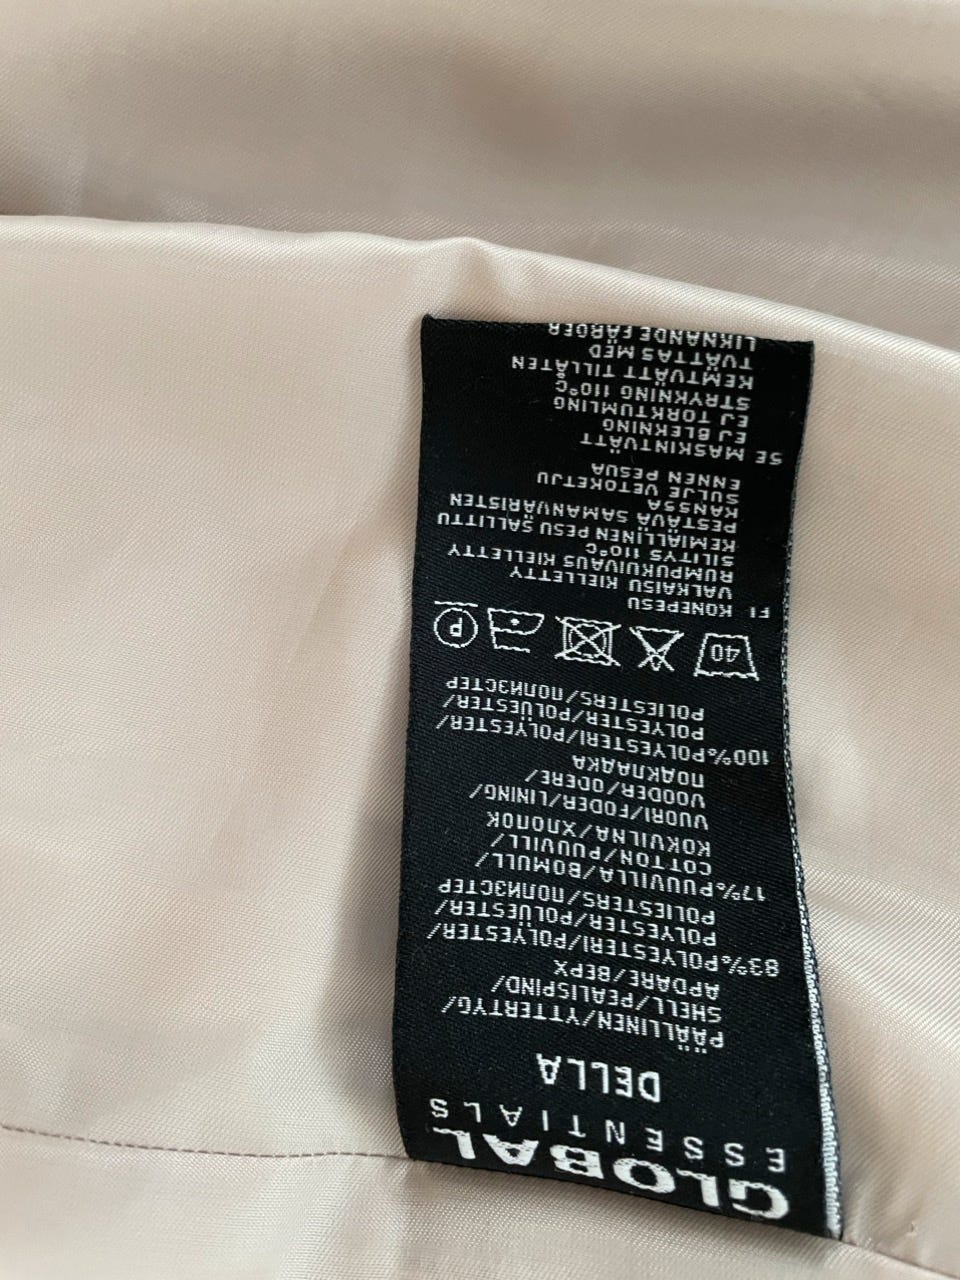 GLOBAL
ESSENTIALS
DELLA
PÄÄLLINEN/YTTERTYG/
SHELL/PEALISPIND/
APDARE/ВЕРХ
83%POLYESTERI/POLYESTER/
POLYESTER/POLÜESTER/
POLIESTERS/ПОЛИЭСТЕР
17%PUUVILLA/BOMULL/
COTTON/PUUVILL/
KOKVILNA/ХЛОПОК
VUORI/FODER/LINING/
VOODER/ODERE/
ПОДКЛАДКА
100%POLYESTERI/POLYESTER/
POLYESTER/POLÜESTER/
POLIESTERS/ПОЛИЭСТЕР
40 P
FI KONEPESU
VALKAISU KIELLETTY
RUMPUKUIVAUS KIELLETTY
SILITYS 110°C
KEMIALLINEN PESU SALLITTU
PESTÄVÄ SAMANVÄRISTEN
KANSSA
SULJE VETOKETJU
ENNEN PESUA
SE MASKINTVÄTT
EJ BLEKNING
EJ TORKTUMLING
STRYKNING 110°C
KEMTVÄTT TILLÅTEN
TVÄTTAS MED
LIKNANDE FÄRGER